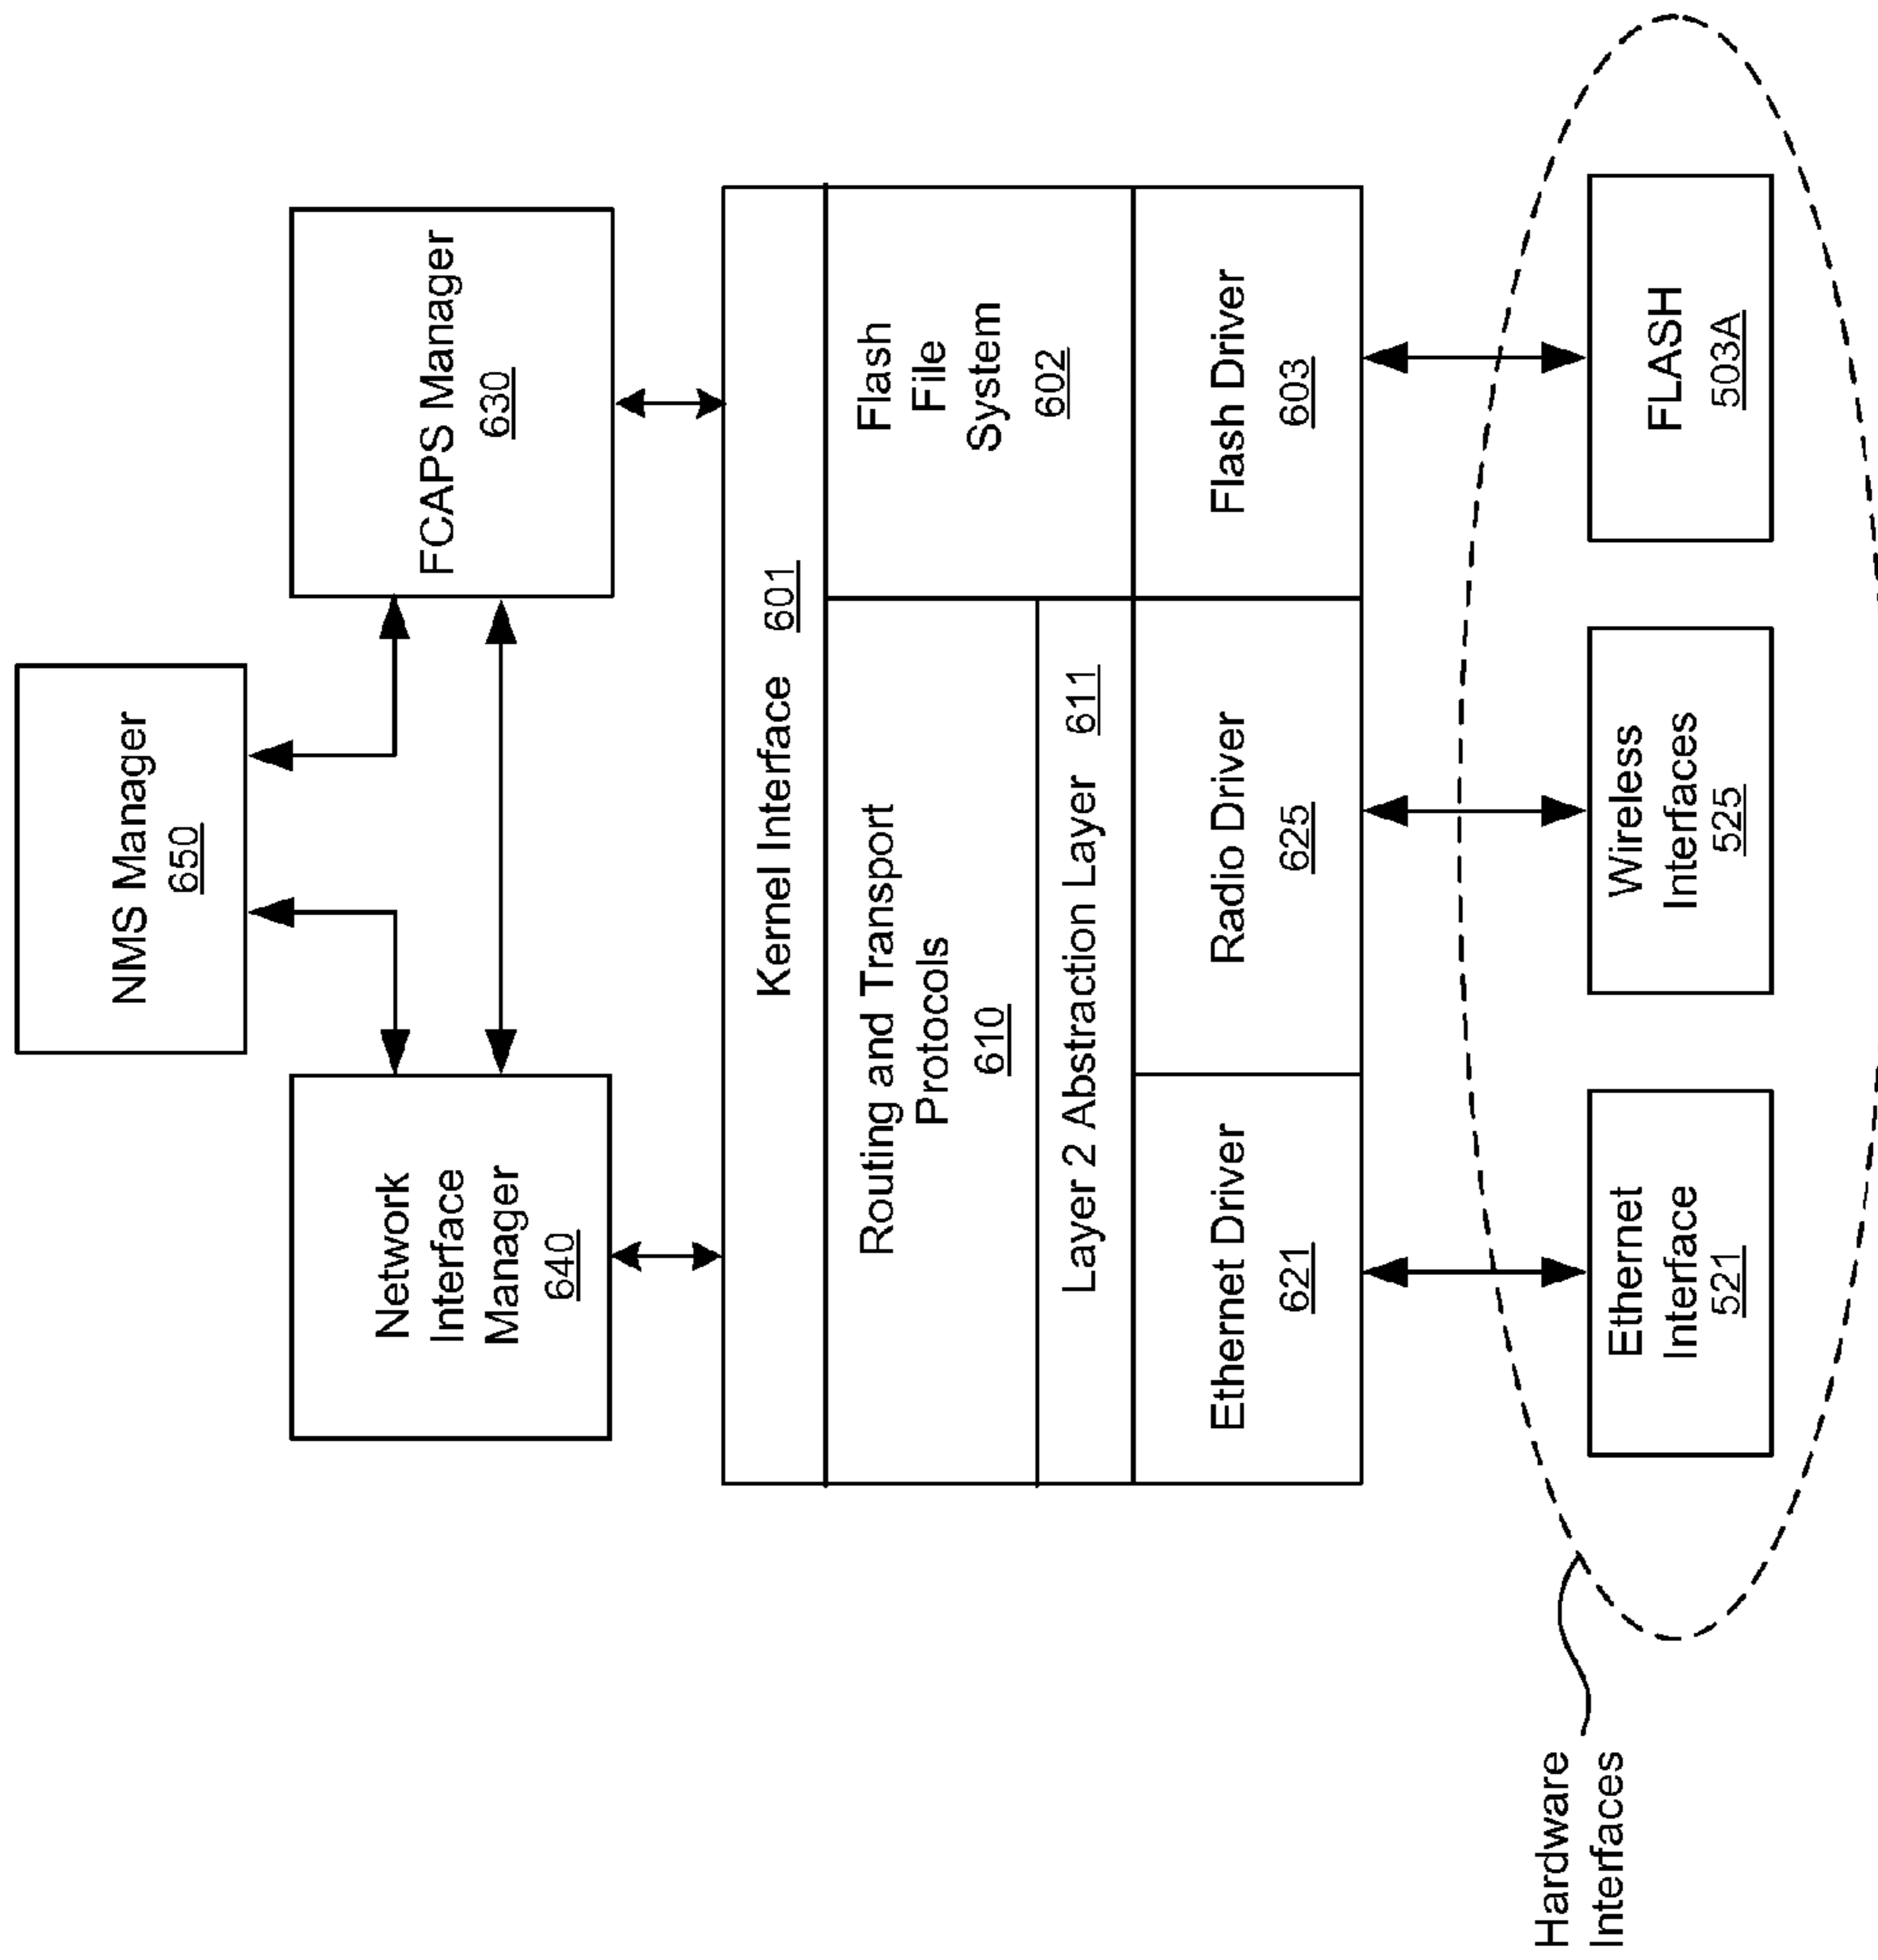 NMS Manager
650
Network
Interface
Manager
640
FCAPS Manager
630
Kernel Interface 601
Routing and Transport
Protocols
610
Flash
File
System
602
Layer 2 Abstraction Layer 611
Ethernet Driver
621
Radio Driver
625
Flash Driver
603
Hardware
Interfaces
Ethernet
Interface
521
Wireless
Interfaces
525
FLASH
503A